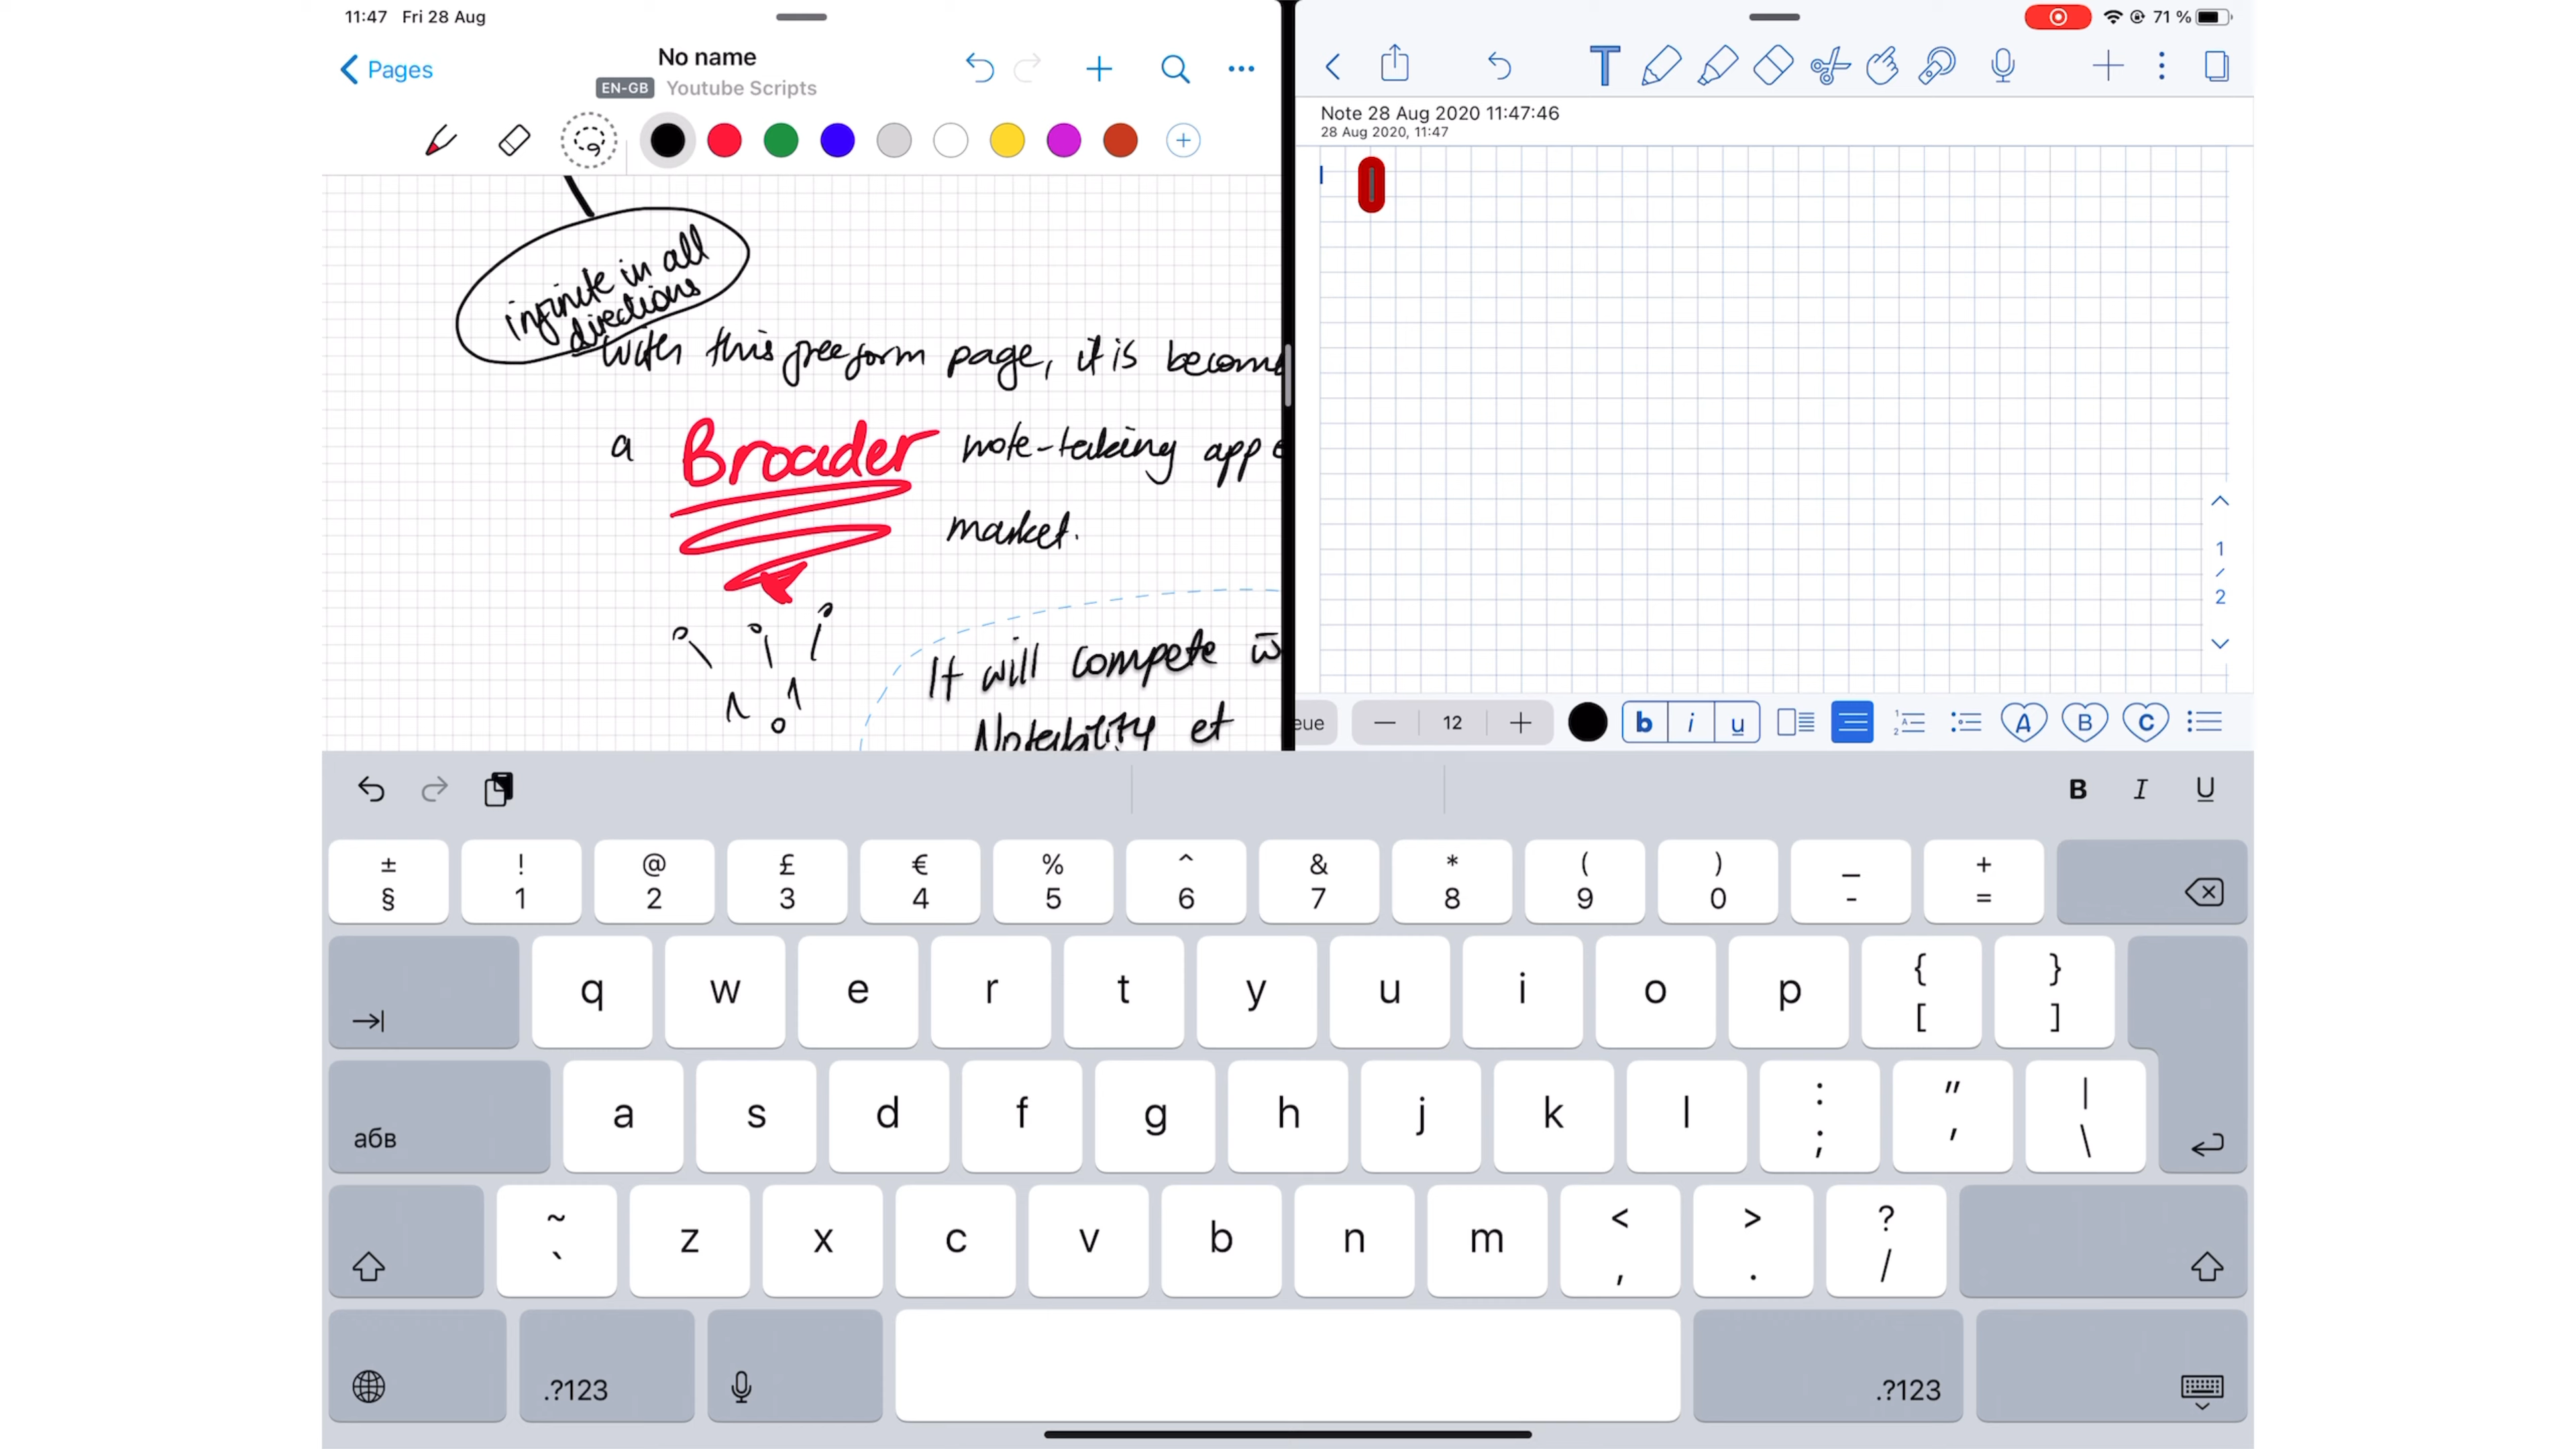 11:47 Fri 28 Aug
71 %
Pages
No name
EN-GB Youtube Scripts
Note 28 Aug 2020 11:47:46
28 Aug 2020, 11:47
infinite in all
directions
With this freeform page, it is
a Broader note-taking app
market.
It will compete
Notability et
1
/
2
eue
— 12 +
b i u
A B C
B I U
± § ! 1 @ 2 £ 3 € 4 % 5 ^ 6 & 7 * 8 ( 9 ) 0 _ - + =
q w e r t y u i o p { [ } ]
абв a s d f g h j k l : ; " ' | \
~ ` z x c v b n m < , > . ? /
.?123 .?123